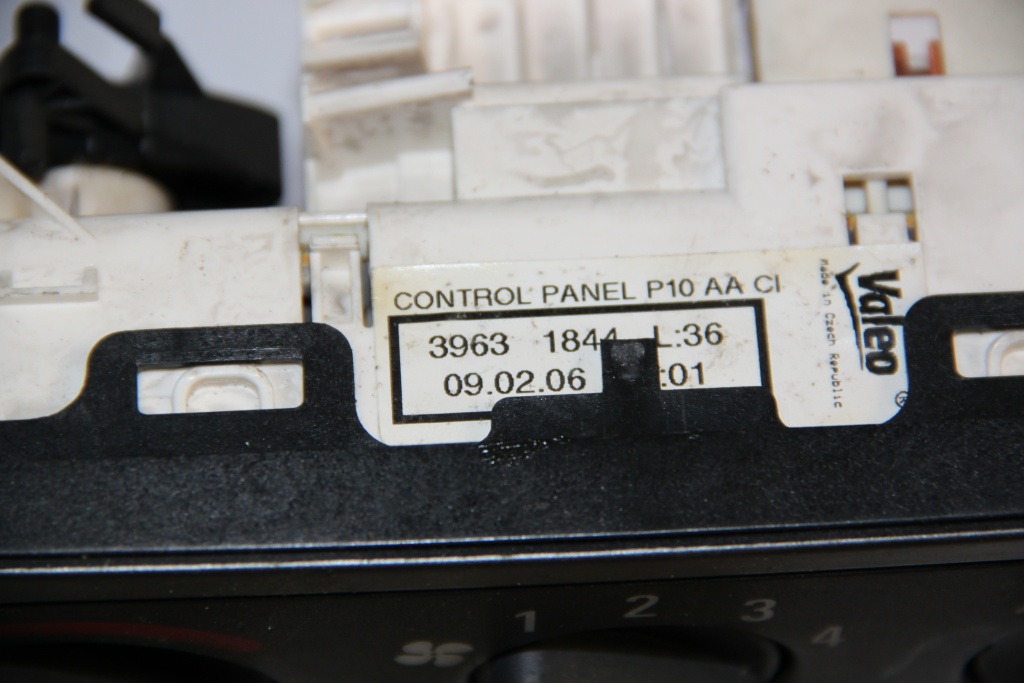 CONTROL PANEL P10 AA CI
3963 1844 L:36
09.02.06 :01
Valeo
Made in Czech Republic
1 2 3 4